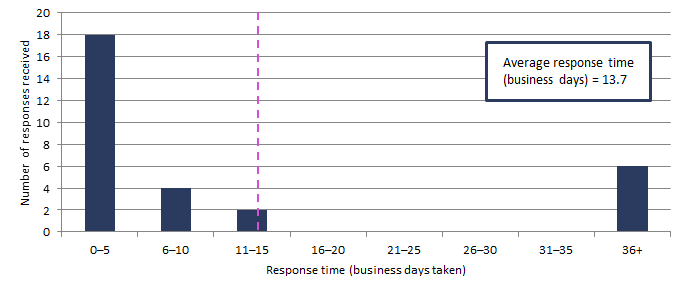 20
18
16
14
12
10
8
6
4
2
0
Number of responses received
Average response time
(business days) = 13.7
0–5 6–10 11–15 16–20 21–25 26–30 31–35 36+
Response time (business days taken)